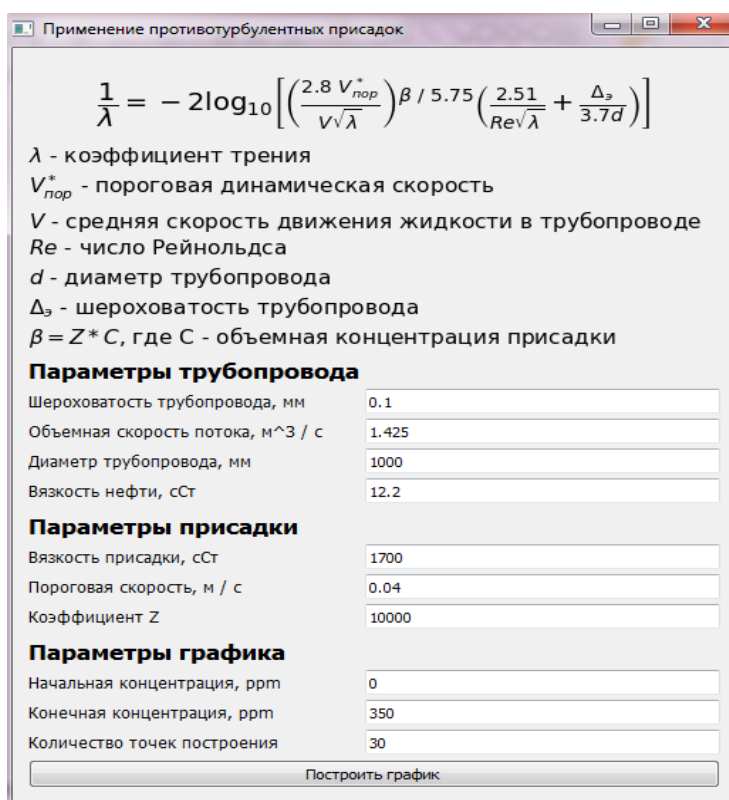 Применение противотурбулентных присадок
1/λ = −2log₁₀[(2.8 V*ₙₒₚ / V√λ)^β / 5.75 (2.51 / Re√λ + Δₔ / 3.7d)]
λ - коэффициент трения
V*пор - пороговая динамическая скорость
V - средняя скорость движения жидкости в трубопроводе
Re - число Рейнольдса
d - диаметр трубопровода
Δэ - шероховатость трубопровода
β = Z * C, где C - объемная концентрация присадки
Параметры трубопровода
Шероховатость трубопровода, мм 0.1
Объемная скорость потока, м^3 / с 1.425
Диаметр трубопровода, мм 1000
Вязкость нефти, сСт 12.2
Параметры присадки
Вязкость присадки, сСт 1700
Пороговая скорость, м / с 0.04
Коэффициент Z 10000
Параметры графика
Начальная концентрация, ppm 0
Конечная концентрация, ppm 350
Количество точек построения 30
Построить график